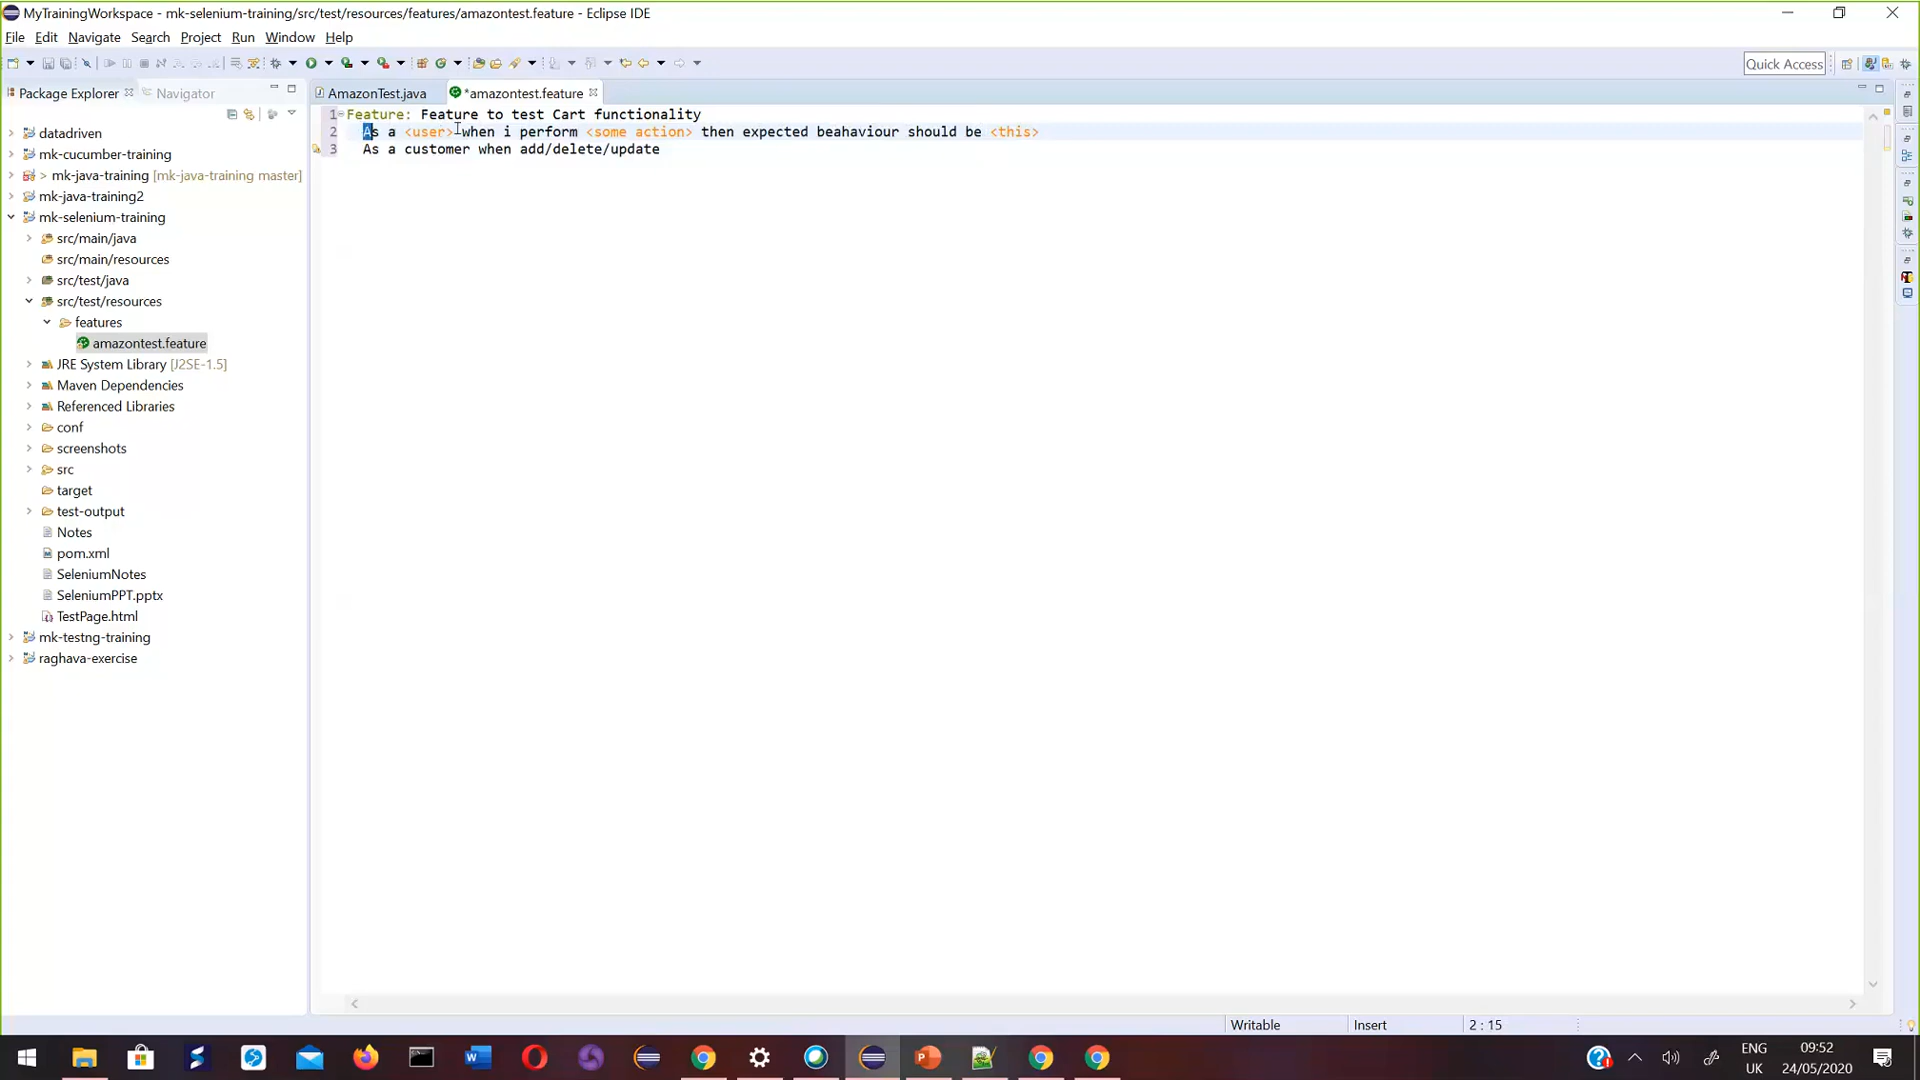 MyTrainingWorkspace - mk-selenium-training/src/test/resources/features/amazontest.feature - Eclipse IDE
File Edit Navigate Search Project Run Window Help
Quick Access
Package Explorer Navigator
AmazonTest.java *amazontest.feature
1 Feature: Feature to test Cart functionality
2 As a <user> when i perform <some action> then expected beahaviour should be <this>
3 As a customer when add/delete/update
datadriven
mk-cucumber-training
> mk-java-training [mk-java-training master]
mk-java-training2
mk-selenium-training
src/main/java
src/main/resources
src/test/java
src/test/resources
features
amazontest.feature
JRE System Library [J2SE-1.5]
Maven Dependencies
Referenced Libraries
conf
screenshots
src
target
test-output
Notes
pom.xml
SeleniumNotes
SeleniumPPT.pptx
TestPage.html
mk-testng-training
raghava-exercise
Writable Insert 2 : 15
ENG
UK
09:52
24/05/2020